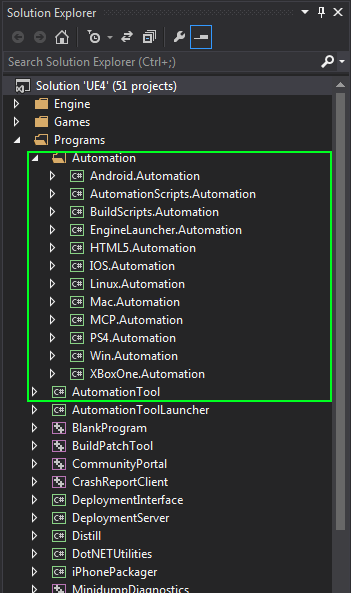 Solution Explorer
Search Solution Explorer (Ctrl+;)
Solution 'UE4' (51 projects)
Engine
Games
Programs
Automation
C# Android.Automation
C# AutomationScripts.Automation
C# BuildScripts.Automation
C# EngineLauncher.Automation
C# HTML5.Automation
C# IOS.Automation
C# Linux.Automation
C# Mac.Automation
C# MCP.Automation
C# PS4.Automation
C# Win.Automation
C# XBoxOne.Automation
C# AutomationTool
C# AutomationToolLauncher
BlankProgram
BuildPatchTool
CommunityPortal
CrashReportClient
C# DeploymentInterface
C# DeploymentServer
C# Distill
C# DotNETUtilities
C# iPhonePackager
MinidumpDiagnostics